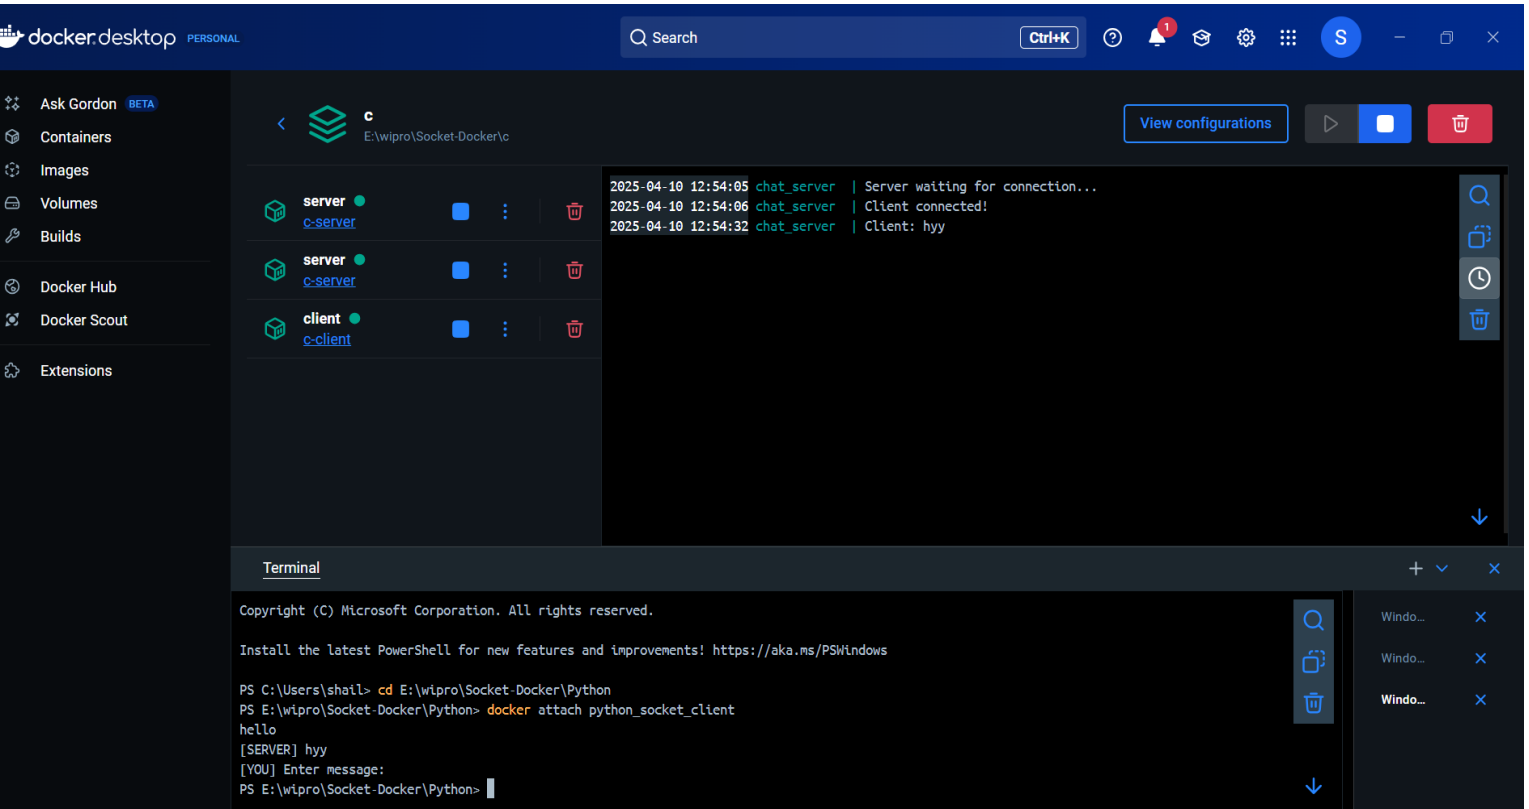 docker.desktop PERSONAL
Search
Ctrl+K
1
S
Ask Gordon BETA
Containers
Images
Volumes
Builds
Docker Hub
Docker Scout
Extensions
c
E:\wipro\Socket-Docker\c
View configurations
server
c-server
server
c-server
client
c-client
2025-04-10 12:54:05 chat_server | Server waiting for connection...
2025-04-10 12:54:06 chat_server | Client connected!
2025-04-10 12:54:32 chat_server | Client: hyy
Terminal
Copyright (C) Microsoft Corporation. All rights reserved.
Install the latest PowerShell for new features and improvements! https://aka.ms/PSWindows
PS C:\Users\shail> cd E:\wipro\Socket-Docker\Python
PS E:\wipro\Socket-Docker\Python> docker attach python_socket_client
hello
[SERVER] hyy
[YOU] Enter message:
PS E:\wipro\Socket-Docker\Python>
Windo...
Windo...
Windo...